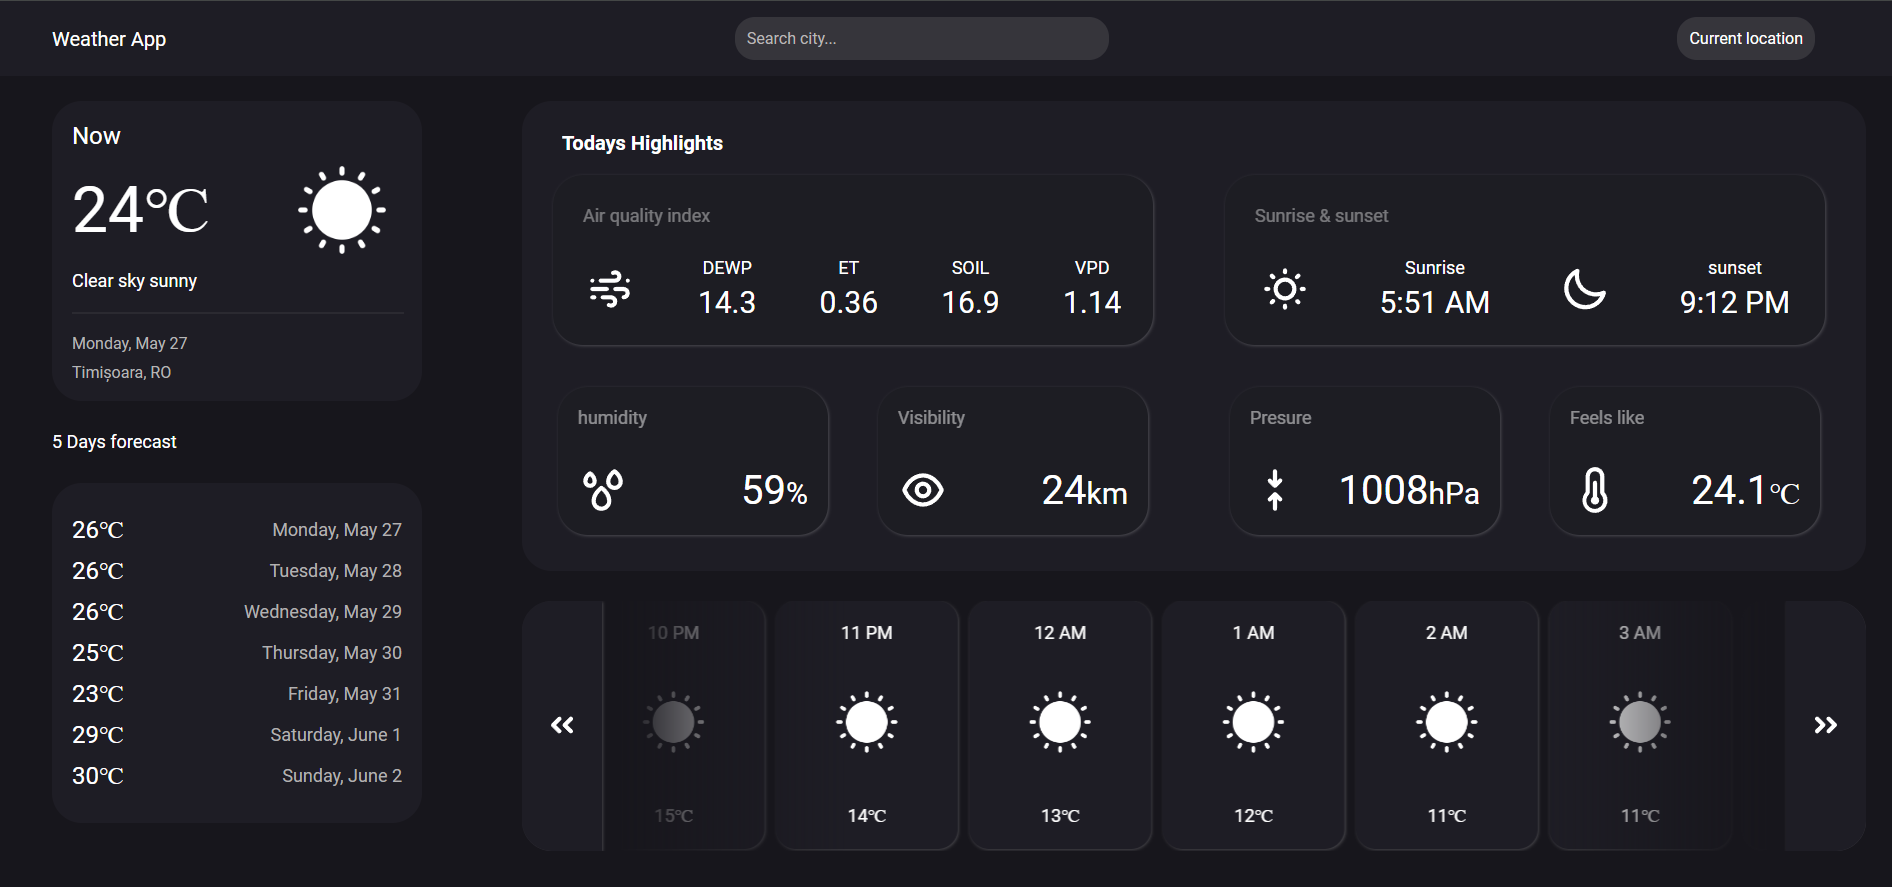 Weather App
Search city...
Current location
Now
24℃
Clear sky sunny
Monday, May 27
Timișoara, RO
5 Days forecast
26℃ Monday, May 27
26℃ Tuesday, May 28
26℃ Wednesday, May 29
25℃ Thursday, May 30
23℃ Friday, May 31
29℃ Saturday, June 1
30℃ Sunday, June 2
Todays Highlights
Air quality index
DEWP ET SOIL VPD
14.3 0.36 16.9 1.14
Sunrise & sunset
Sunrise sunset
5:51 AM 9:12 PM
humidity
59%
Visibility
24km
Presure
1008hPa
Feels like
24.1℃
10 PM 11 PM 12 AM 1 AM 2 AM 3 AM
15℃ 14℃ 13℃ 12℃ 11℃ 11℃